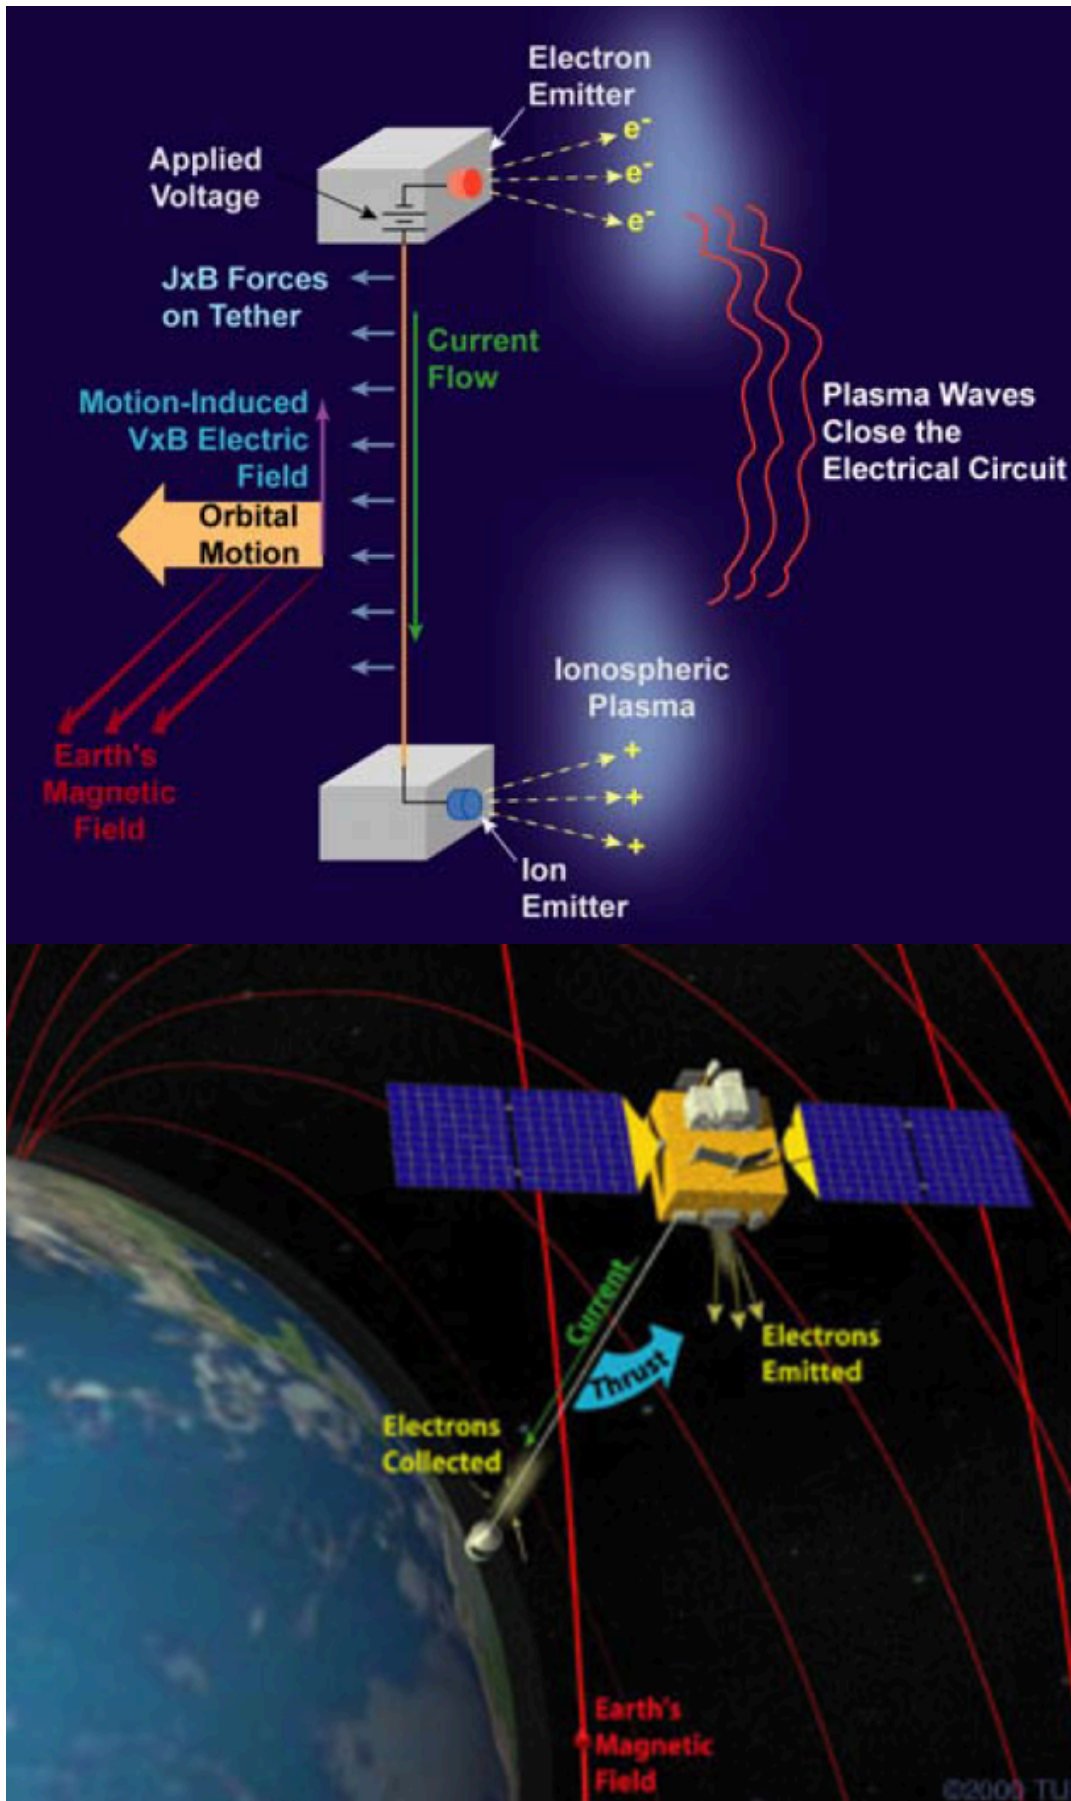 Electron
Emitter
e-
e-
e-
Applied
Voltage
JxB Forces
on Tether
Current
Flow
Motion-Induced
VxB Electric
Field
Plasma Waves
Close the
Electrical Circuit
Orbital
Motion
Ionospheric
Plasma
Earth's
Magnetic
Field
+
+
+
Ion
Emitter
Current
Thrust
Electrons
Emitted
Electrons
Collected
Earth's
Magnetic
Field
©2000 TU